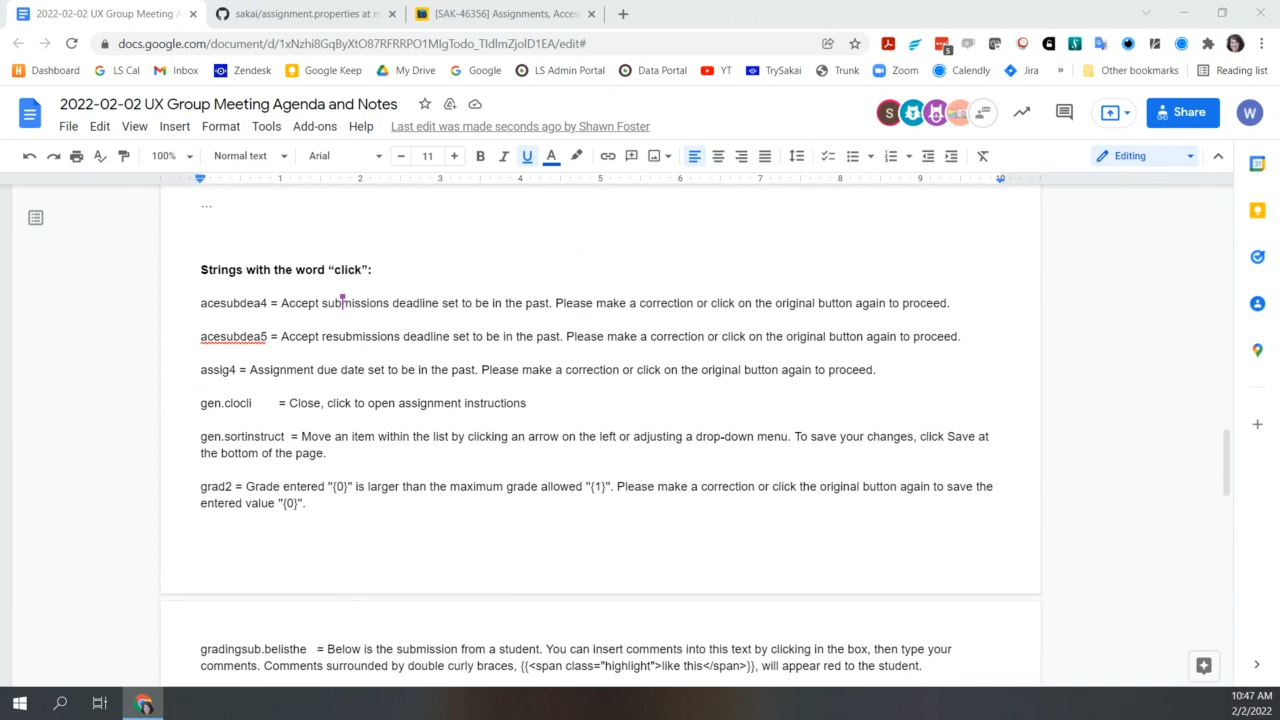 2022-02-02 UX Group Meeting A
sakai/assignment.properties at m
[SAK-46356] Assignments, Acces
docs.google.com/document/d/1xNzhi8GqByXtOB7RFRRPO1MIgTodo_TIdlmZjolD1EA/edit#
Dashboard LS Cal Inbox Zendesk Google Keep My Drive Google LS Admin Portal Data Portal YT TrySakai Trunk Zoom Calendly Jira » Other bookmarks Reading list
2022-02-02 UX Group Meeting Agenda and Notes
S Share W
File Edit View Insert Format Tools Add-ons Help Last edit was made seconds ago by Shawn Foster
100% Normal text Arial 11 B I U A Editing
1 2 3 4 5 6 7 8 9 10
...
Strings with the word “click”:
acesubdea4 = Accept submissions deadline set to be in the past. Please make a correction or click on the original button again to proceed.
acesubdea5 = Accept resubmissions deadline set to be in the past. Please make a correction or click on the original button again to proceed.
assig4 = Assignment due date set to be in the past. Please make a correction or click on the original button again to proceed.
gen.clocli = Close, click to open assignment instructions
gen.sortinstruct = Move an item within the list by clicking an arrow on the left or adjusting a drop-down menu. To save your changes, click Save at
the bottom of the page.
grad2 = Grade entered "{0}" is larger than the maximum grade allowed "{1}". Please make a correction or click the original button again to save the
entered value "{0}".
gradingsub.belisthe = Below is the submission from a student. You can insert comments into this text by clicking in the box, then type your
comments. Comments surrounded by double curly braces, {{<span class="highlight">like this</span>}}, will appear red to the student.
10:47 AM
2/2/2022